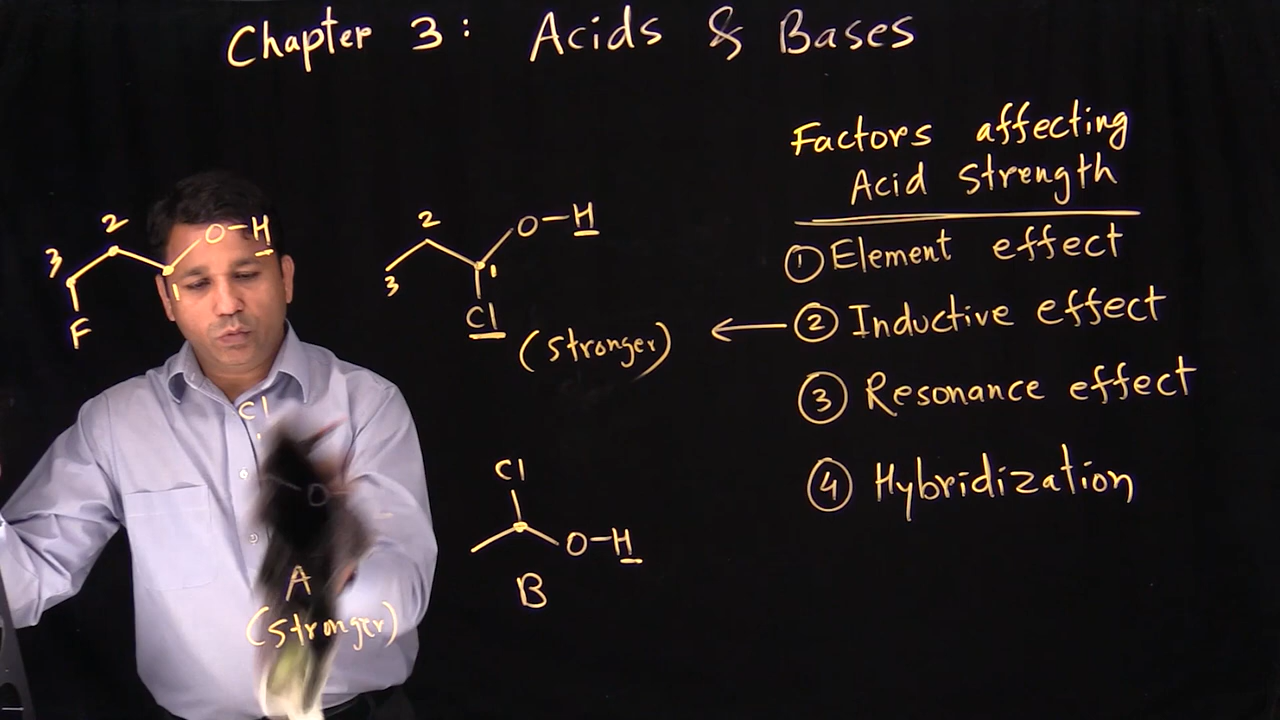 Chapter 3: Acids & Bases
Factors affecting
Acid strength
① Element effect
② Inductive effect
③ Resonance effect
④ Hybridization
3 2 1 O-H
F
3 2 1 O-H
Cl
(stronger)
Cl
O
A
(stronger)
Cl
O-H
B